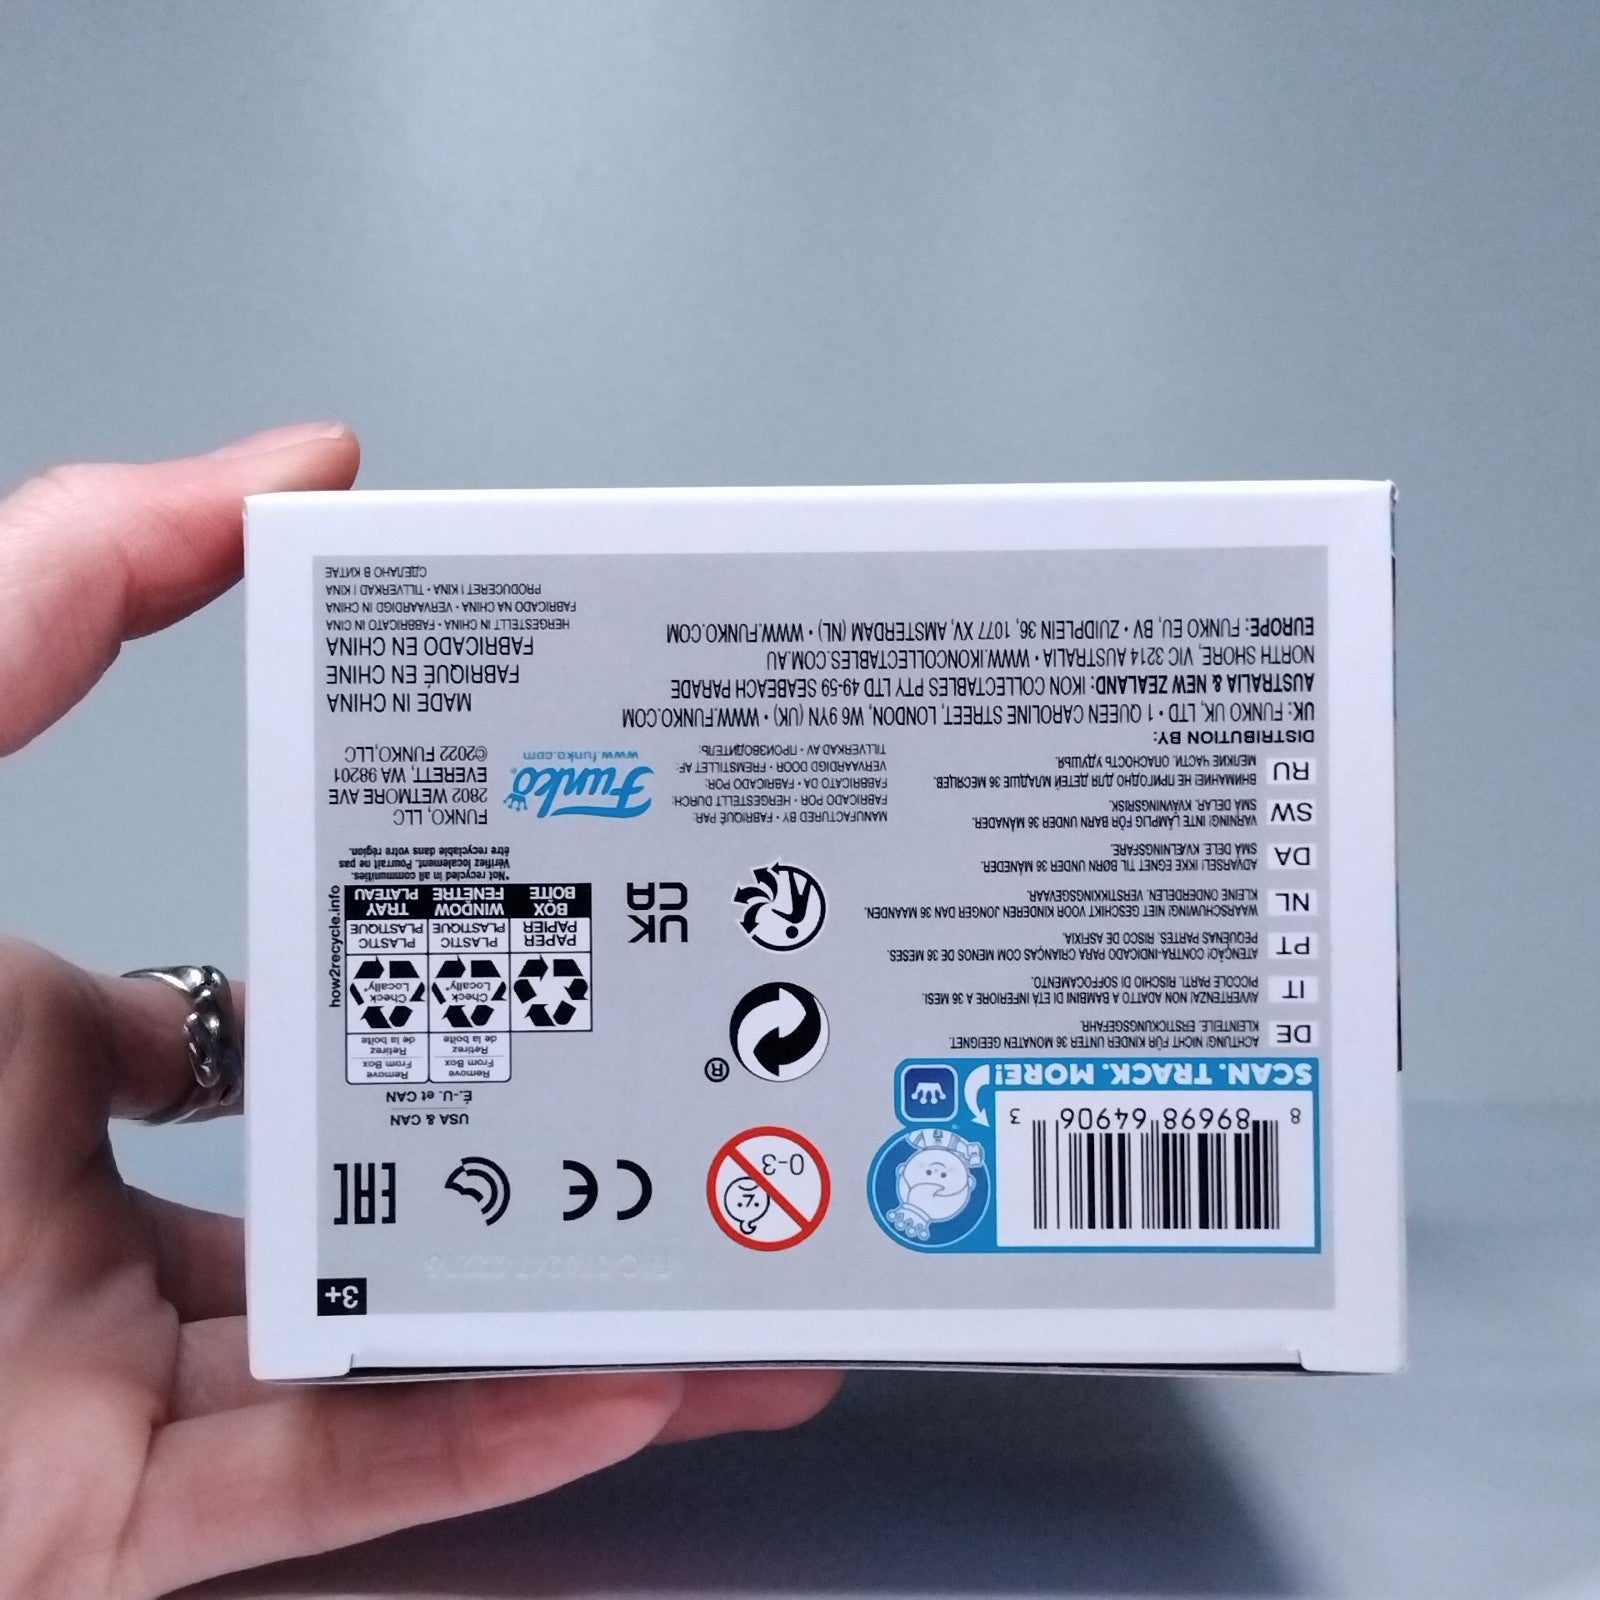 3+
8 89698 64906 3
SCAN. TRACK. MORE!
0-3
CE
EAC
USA & CAN
É.-U. et CAN
Remove
From Box
Retirez
de la boîte
Remove
From Box
Retirez
de la boîte
Check
Locally*
Check
Locally*
PAPER
PAPIER
BOX
BOÎTE
PLASTIC
PLASTIQUE
WINDOW
FENÊTRE
PLASTIC
PLASTIQUE
TRAY
PLATEAU
*Not recycled in all communities.
Vérifiez localement. Pourrait ne pas
être recyclable dans votre région.
how2recycle.info
®
UK
CA
DE
ACHTUNG! NICHT FÜR KINDER UNTER 36 MONATEN GEEIGNET.
KLEINTEILE. ERSTICKUNGSGEFAHR.
IT
AVVERTENZA! NON ADATTO A BAMBINI DI ETÀ INFERIORE A 36 MESI.
PICCOLE PARTI. RISCHIO DI SOFFOCAMENTO.
PT
ATENÇÃO! CONTRA-INDICADO PARA CRIANÇAS COM MENOS DE 36 MESES.
PEQUENAS PARTES. RISCO DE ASFIXIA.
NL
WAARSCHUWING! NIET GESCHIKT VOOR KINDEREN JONGER DAN 36 MAANDEN.
KLEINE ONDERDELEN. VERSTIKKINGSGEVAAR.
DA
ADVARSEL! IKKE EGNET TIL BØRN UNDER 36 MÅNEDER.
SMÅ DELE. KVÆLNINGSFARE.
SW
VARNING! INTE LÄMPLIG FÖR BARN UNDER 36 MÅNADER.
SMÅ DELAR. KVÄVNINGSRISK.
RU
ВНИМАНИЕ! НЕ ПРИГОДНО ДЛЯ ДЕТЕЙ МЛАДШЕ 36 МЕСЯЦЕВ.
МЕЛКИЕ ЧАСТИ. ОПАСНОСТЬ УДУШЬЯ.
MANUFACTURED BY • FABRIQUÉ PAR:
FABRICADO POR • HERGESTELLT DURCH:
FABBRICATO DA • FABRICADO POR:
VERVAARDIGD DOOR • FREMSTILLET AF:
TILLVERKAD AV • ПРОИЗВОДИТЕЛЬ:
Funko®
www.funko.com
FUNKO, LLC
2802 WETMORE AVE
EVERETT, WA 98201
©2022 FUNKO,LLC
DISTRIBUTION BY:
UK: FUNKO UK, LTD • 1 QUEEN CAROLINE STREET, LONDON, W6 9YN (UK) • WWW.FUNKO.COM
AUSTRALIA & NEW ZEALAND: IKON COLLECTABLES PTY LTD 49-59 SEABEACH PARADE
NORTH SHORE, VIC 3214 AUSTRALIA • WWW.IKONCOLLECTABLES.COM.AU
EUROPE: FUNKO EU, BV • ZUIDPLEIN 36, 1077 XV, AMSTERDAM (NL) • WWW.FUNKO.COM
MADE IN CHINA
FABRIQUÉ EN CHINE
FABRICADO EN CHINA
HERGESTELLT IN CHINA • FABBRICATO IN CINA
FABRICADO NA CHINA • VERVAARDIGD IN CHINA
PRODUCERET I KINA • TILLVERKAD I KINA
СДЕЛАНО В КИТАЕ